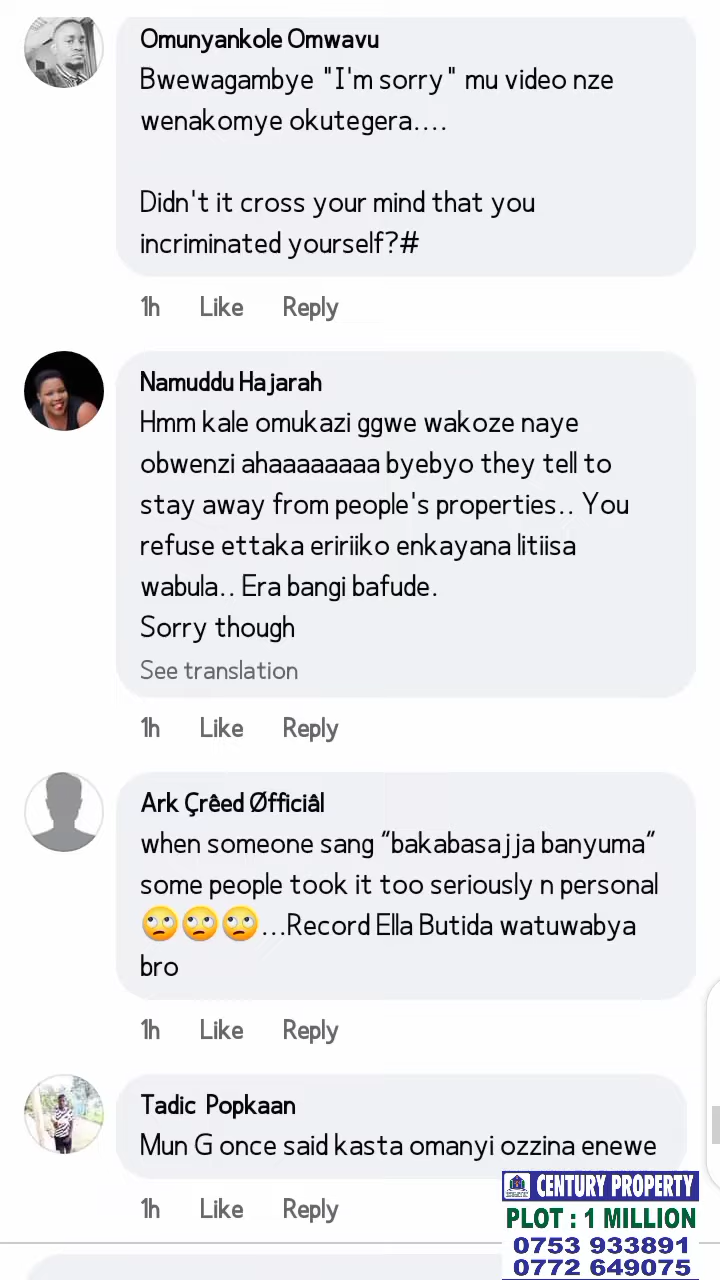 Omunyankole Omwavu
Bwewagambye "I'm sorry" mu video nze
wenakomye okutegera....
Didn't it cross your mind that you
incriminated yourself?#
1h Like Reply
Namuddu Hajarah
Hmm kale omukazi ggwe wakoze naye
obwenzi ahaaaaaaaa byebyo they tell to
stay away from people's properties.. You
refuse ettaka eririiko enkayana litiisa
wabula.. Era bangi bafude.
Sorry though
See translation
1h Like Reply
Ark Çrêed Øfficiâl
when someone sang “bakabasajja banyuma”
some people took it too seriously n personal
🙄🙄🙄...Record Ella Butida watuwabya
bro
1h Like Reply
Tadic Popkaan
Mun G once said kasta omanyi ozzina enewe
1h Like Reply
CENTURY PROPERTY
PLOT : 1 MILLION
0753 933891
0772 649075